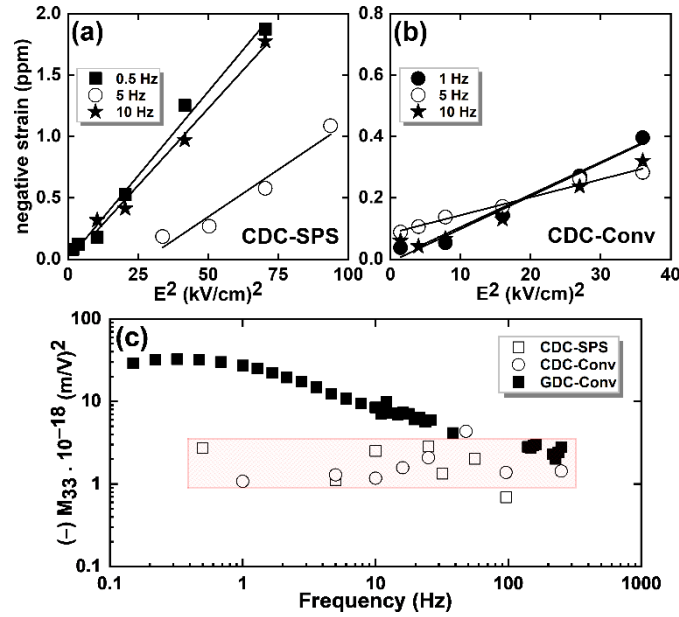 (a)
0.5 Hz
5 Hz
10 Hz
CDC-SPS
2.0
1.5
1.0
0.5
0.0
negative strain (ppm)
0 25 50 75 100
E² (kV/cm)²
(b)
1 Hz
5 Hz
10 Hz
CDC-Conv
0.8
0.6
0.4
0.2
0.0
0 10 20 30 40
E² (kV/cm)²
(c)
CDC-SPS
CDC-Conv
GDC-Conv
100
10
1
0.1
(–) M₃₃ · 10⁻¹⁸ (m/V)²
0.1 1 10 100 1000
Frequency (Hz)